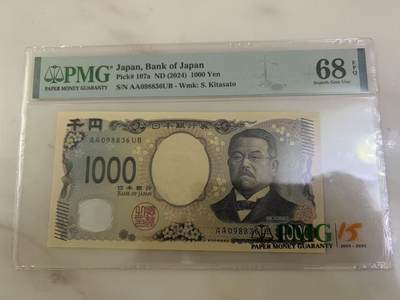 PMG
PAPER MONEY GUARANTY
Japan, Bank of Japan
Pick# 107a ND (2024) 1000 Yen
S/N AA098836UB - Wmk: S. Kitasato
68 EPQ
Superb Gem Unc
千円
日本銀行券
AA098836UB
1000
日本銀行
BANK OF JAPAN
AA098836UB
1000
PMG 15
PAPER MONEY GUARANTY